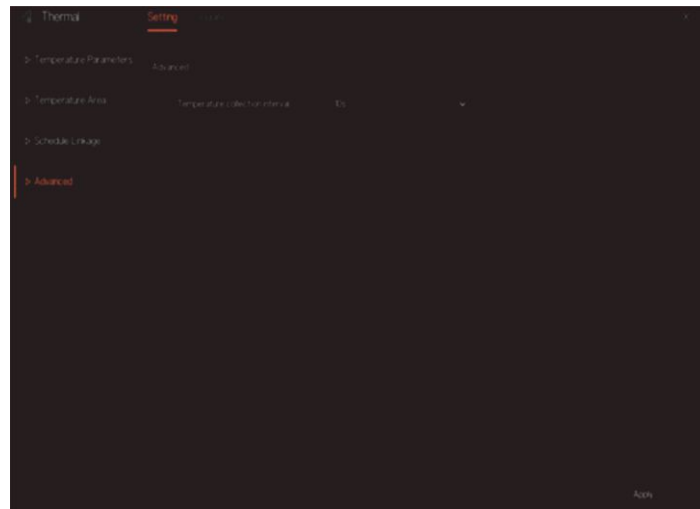 Thermal
Setting
Temperature Parameters
Temperature Area
Schedule Linkage
Advanced
Advanced
Temperature collection interval
Apply